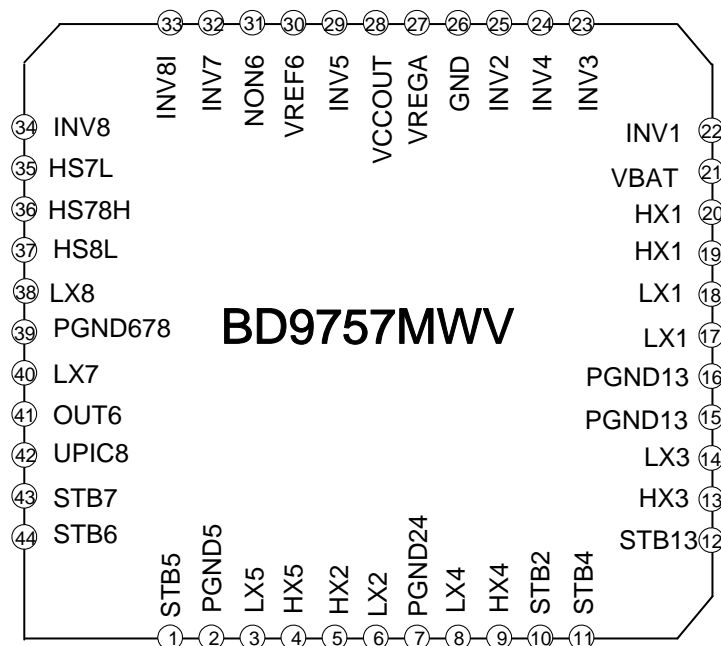 33 32 31 30 29 28 27 26 25 24 23
INV8I
INV7
NON6
VREF6
INV5
VCCOUT
VREGA
GND
INV2
INV4
INV3
34 INV8
35 HS7L
36 HS78H
37 HS8L
38 LX8
39 PGND678
40 LX7
41 OUT6
42 UPIC8
43 STB7
44 STB6
BD9757MWV
INV1 22
VBAT 21
HX1 20
HX1 19
LX1 18
LX1 17
PGND13 16
PGND13 15
LX3 14
HX3 13
STB13 12
STB5
PGND5
LX5
HX5
HX2
LX2
PGND24
LX4
HX4
STB2
STB4
1 2 3 4 5 6 7 8 9 10 11